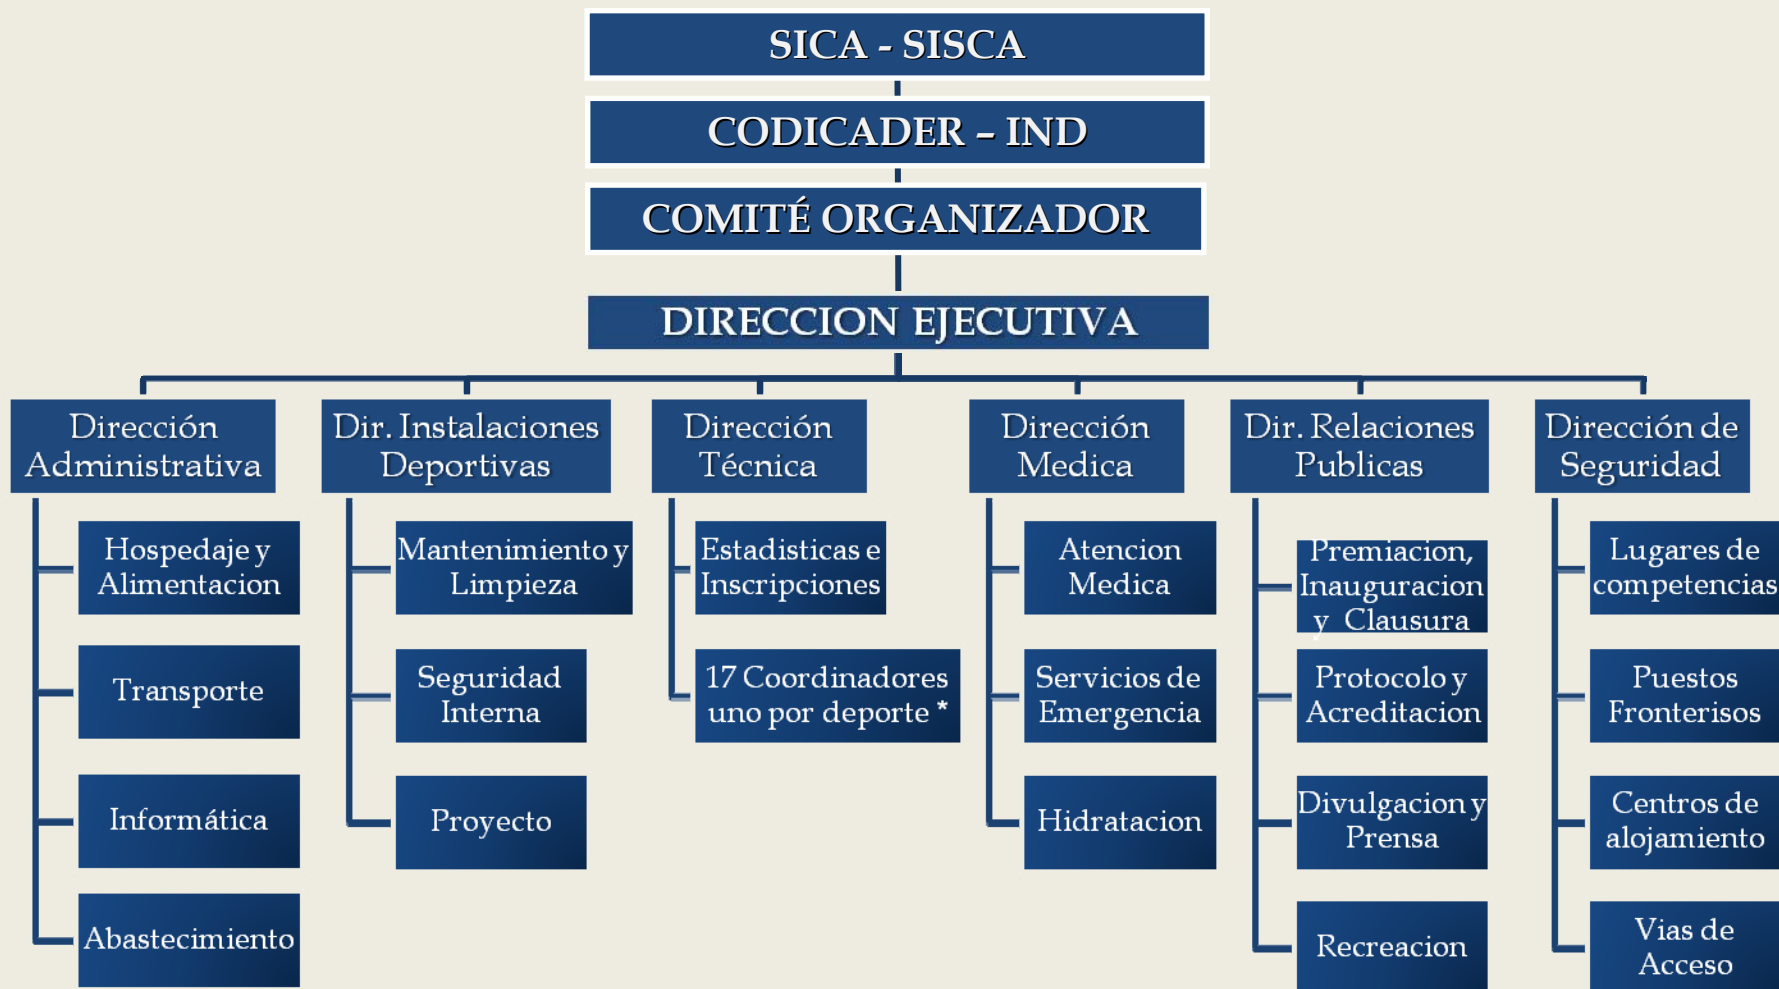 SICA - SISCA
CODICADER – IND
COMITÉ ORGANIZADOR
DIRECCION EJECUTIVA
Dirección
Administrativa
Hospedaje y
Alimentacion
Transporte
Informática
Abastecimiento
Dir. Instalaciones
Deportivas
Mantenimiento y
Limpieza
Seguridad
Interna
Proyecto
Dirección
Técnica
Estadisticas e
Inscripciones
17 Coordinadores
uno por deporte *
Dirección
Medica
Atencion
Medica
Servicios de
Emergencia
Hidratacion
Dir. Relaciones
Publicas
Premiacion,
Inauguracion
y Clausura
Protocolo y
Acreditacion
Divulgacion y
Prensa
Recreacion
Dirección de
Seguridad
Lugares de
competencias
Puestos
Fronterisos
Centros de
alojamiento
Vias de
Acceso